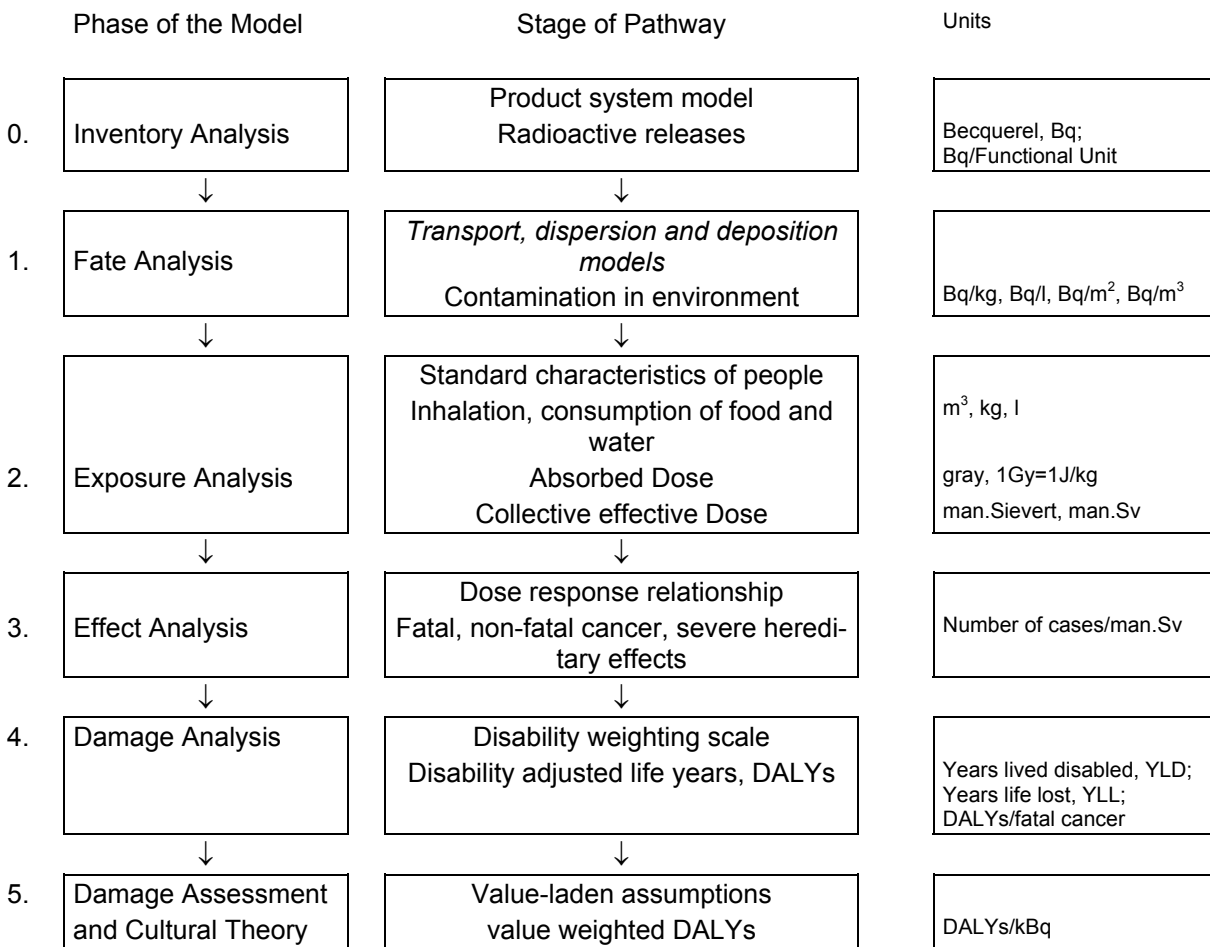 Phase of the Model Stage of Pathway Units
0. Inventory Analysis
Product system model
Radioactive releases
Becquerel, Bq;
Bq/Functional Unit
↓ ↓
1. Fate Analysis
Transport, dispersion and deposition
models
Contamination in environment
Bq/kg, Bq/l, Bq/m², Bq/m³
↓ ↓
2. Exposure Analysis
Standard characteristics of people
Inhalation, consumption of food and
water
Absorbed Dose
Collective effective Dose
m³, kg, l
gray, 1Gy=1J/kg
man.Sievert, man.Sv
↓ ↓
3. Effect Analysis
Dose response relationship
Fatal, non-fatal cancer, severe heredi-
tary effects
Number of cases/man.Sv
↓ ↓
4. Damage Analysis
Disability weighting scale
Disability adjusted life years, DALYs
Years lived disabled, YLD;
Years life lost, YLL;
DALYs/fatal cancer
↓ ↓
5. Damage Assessment
and Cultural Theory
Value-laden assumptions
value weighted DALYs
DALYs/kBq